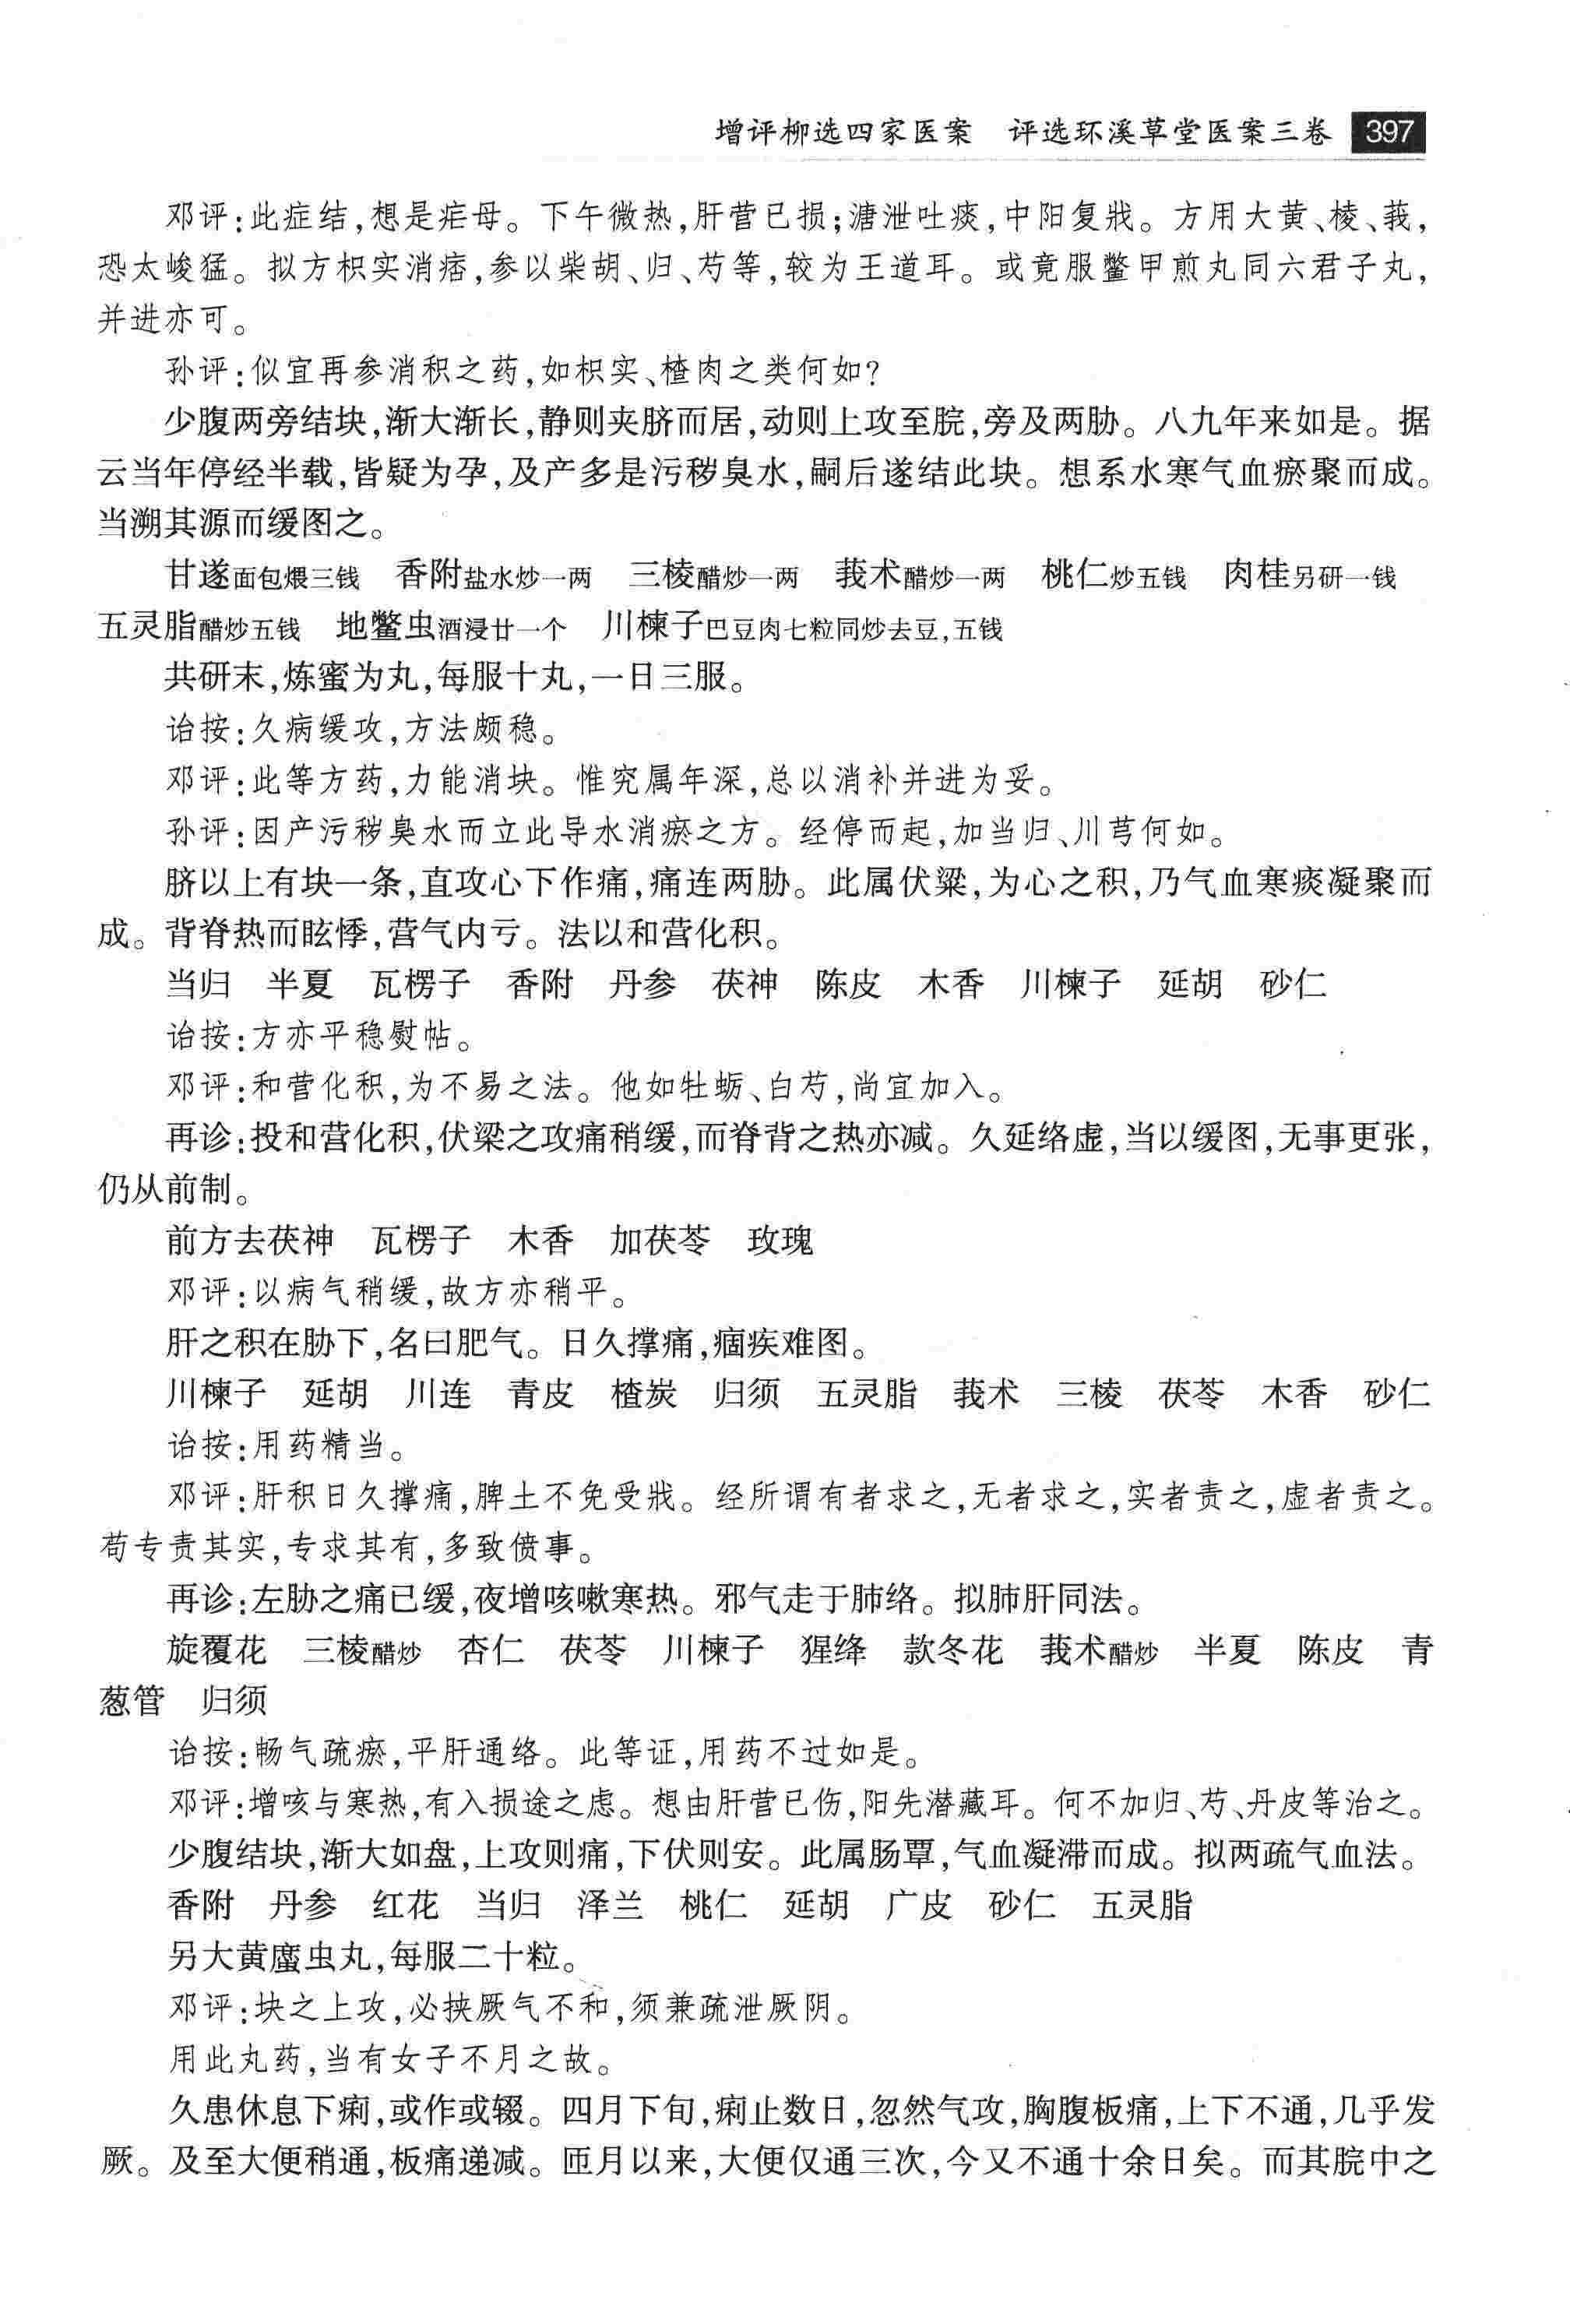 增评柳选四家医案　评选环溪草堂医案三卷　397
邓评:此症结,想是疟母。下午微热,肝营已损;溏泄吐痰,中阳复戕。方用大黄、棱、莪,
恐太峻猛。拟方枳实消痞,参以柴胡、归、芍等,较为王道耳。或竟服鳖甲煎丸同六君子丸,
并进亦可。
孙评:似宜再参消积之药,如枳实、楂肉之类何如?
少腹两旁结块,渐大渐长,静则夹脐而居,动则上攻至脘,旁及两胁。八九年来如是。据
云当年停经半载,皆疑为孕,及产多是污秽臭水,嗣后遂结此块。想系水寒气血瘀聚而成。
当溯其源而缓图之。
甘遂面包煨三钱　香附盐水炒一两　三棱醋炒一两　莪术醋炒一两　桃仁炒五钱　肉桂另研一钱
五灵脂醋炒五钱　地鳖虫酒浸廿一个　川楝子巴豆肉七粒同炒去豆,五钱
共研末,炼蜜为丸,每服十丸,一日三服。
诒按:久病缓攻,方法颇稳。
邓评:此等方药,力能消块。惟究属年深,总以消补并进为妥。
孙评:因产污秽臭水而立此导水消瘀之方。经停而起,加当归、川芎何如。
脐以上有块一条,直攻心下作痛,痛连两胁。此属伏梁,为心之积,乃气血寒痰凝聚而
成。背脊热而眩悸,营气内亏。法以和营化积。
当归　半夏　瓦楞子　香附　丹参　茯神　陈皮　木香　川楝子　延胡　砂仁
诒按:方亦平稳熨帖。
邓评:和营化积,为不易之法。他如牡蛎、白芍,尚宜加入。
再诊:投和营化积,伏梁之攻痛稍缓,而脊背之热亦减。久延络虚,当以缓图,无事更张,
仍从前制。
前方去茯神　瓦楞子　木香　加茯苓　玫瑰
邓评:以病气稍缓,故方亦稍平。
肝之积在胁下,名曰肥气。日久撑痛,痼疾难图。
川楝子　延胡　川连　青皮　楂炭　归须　五灵脂　莪术　三棱　茯苓　木香　砂仁
诒按:用药精当。
邓评:肝积日久撑痛,脾土不免受戕。经所谓有者求之,无者求之,实者责之,虚者责之。
苟专责其实,专求其有,多致偾事。
再诊:左胁之痛已缓,夜增咳嗽寒热。邪气走于肺络。拟肺肝同法。
旋覆花　三棱醋炒　杏仁　茯苓　川楝子　猩绛　款冬花　莪术醋炒　半夏　陈皮　青
葱管　归须
诒按:畅气疏瘀,平肝通络。此等证,用药不过如是。
邓评:增咳与寒热,有入损途之虑。想由肝营已伤,阳先潜藏耳。何不加归、芍、丹皮等治之。
少腹结块,渐大如盘,上攻则痛,下伏则安。此属肠覃,气血凝滞而成。拟两疏气血法。
香附　丹参　红花　当归　泽兰　桃仁　延胡　广皮　砂仁　五灵脂
另大黄䗪虫丸,每服二十粒。
邓评:块之上攻,必挟厥气不和,须兼疏泄厥阴。
用此丸药,当有女子不月之故。
久患休息下痢,或作或辍。四月下旬,痢止数日,忽然气攻,胸腹板痛,上下不通,几乎发
厥。及至大便稍通,板痛递减。匝月以来,大便仅通三次,今又不通十余日矣。而其脘中之